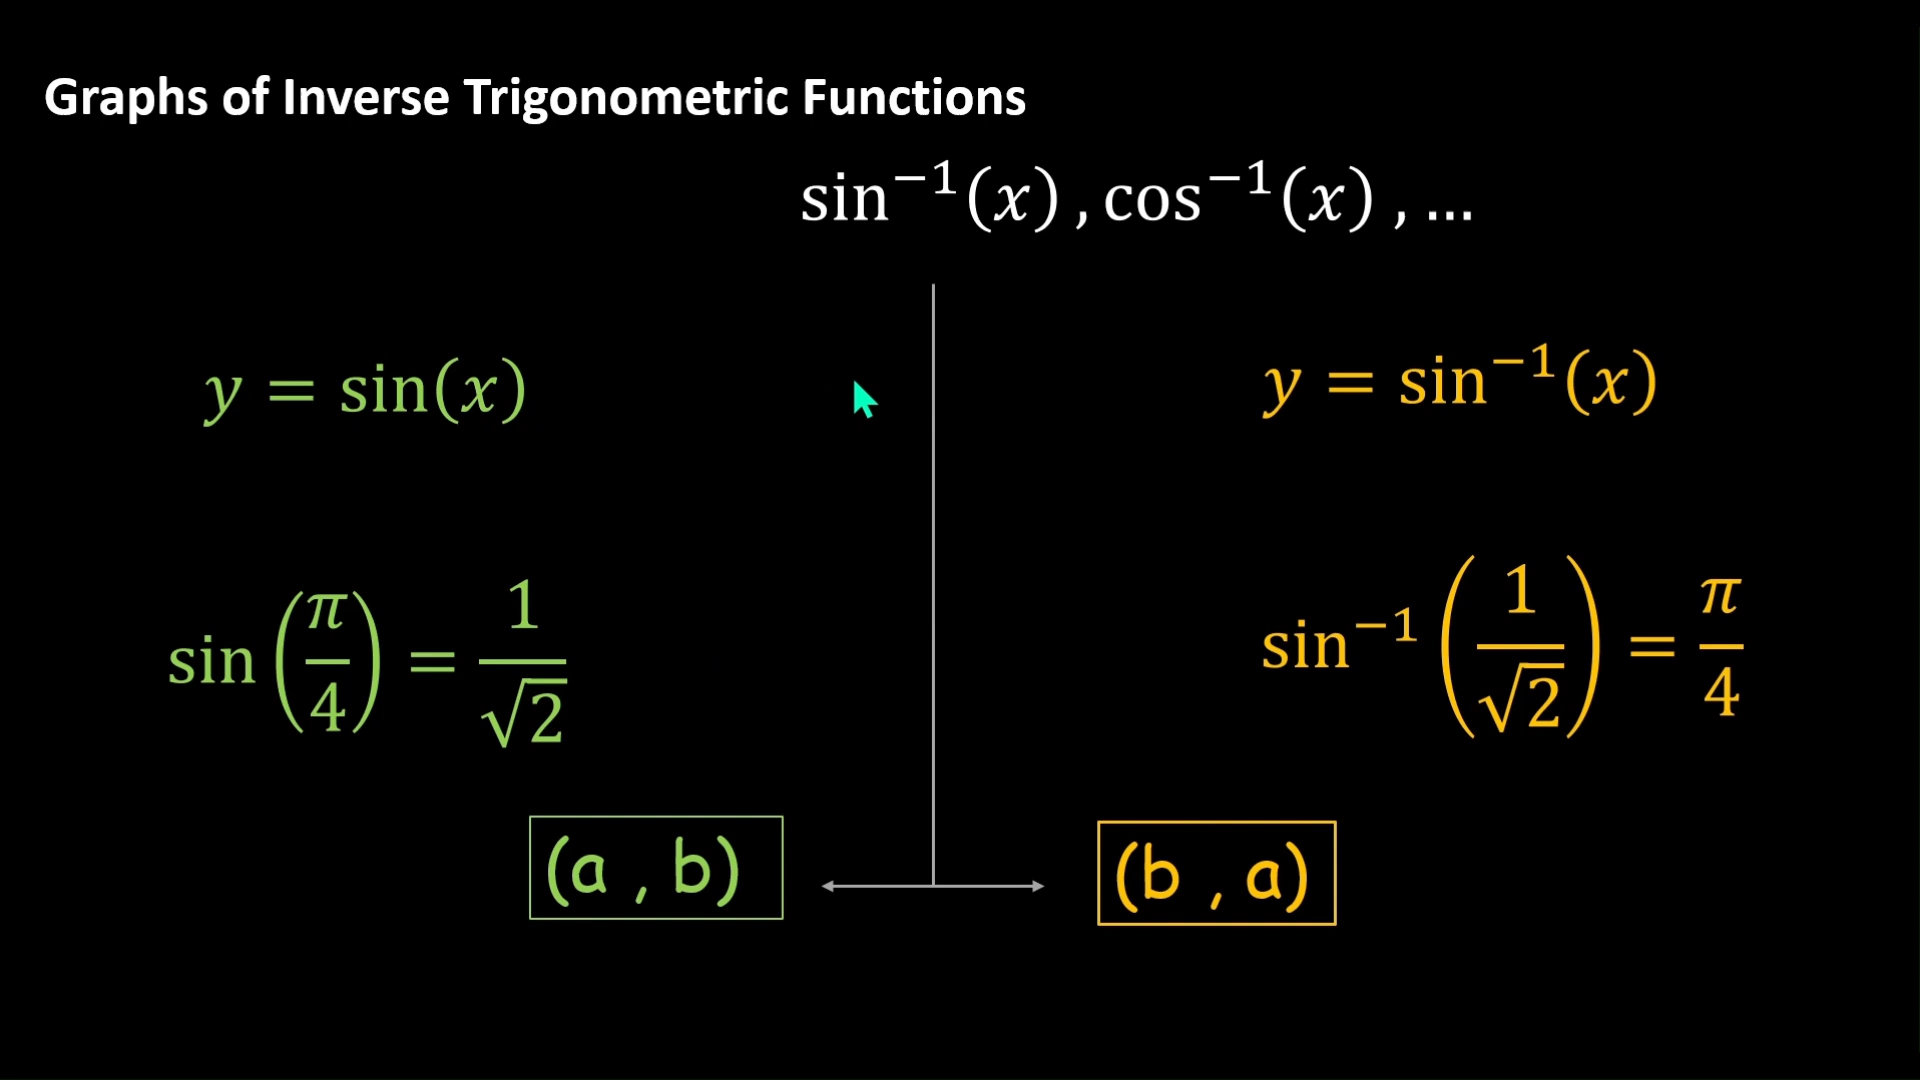 Graphs of Inverse Trigonometric Functions
sin⁻¹(x) , cos⁻¹(x) , ...
y = sin(x)
y = sin⁻¹(x)
sin(π/4) = 1/√2
sin⁻¹(1/√2) = π/4
(a , b)
(b , a)